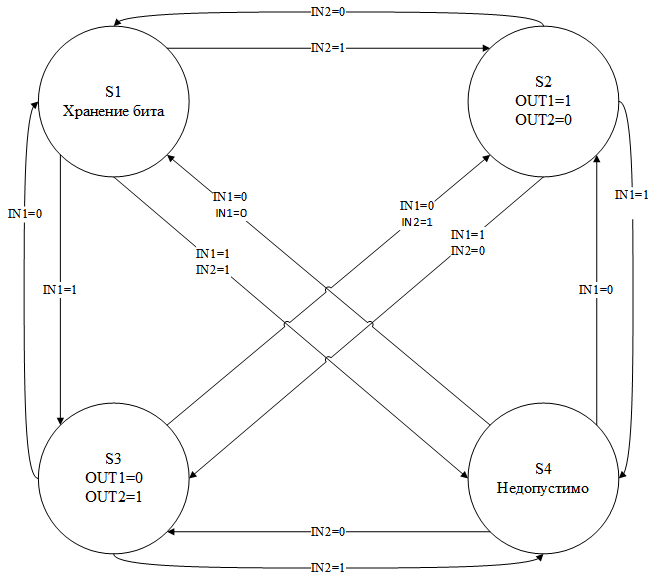 IN2=0
IN2=1
S1
Хранение бита
S2
OUT1=1
OUT2=0
IN1=0
IN1=0
IN1=0
IN1=0
IN2=1
IN1=1
IN1=1
IN2=0
IN1=1
IN2=1
IN1=1
IN1=0
S3
OUT1=0
OUT2=1
S4
Недопустимо
IN2=0
IN2=1